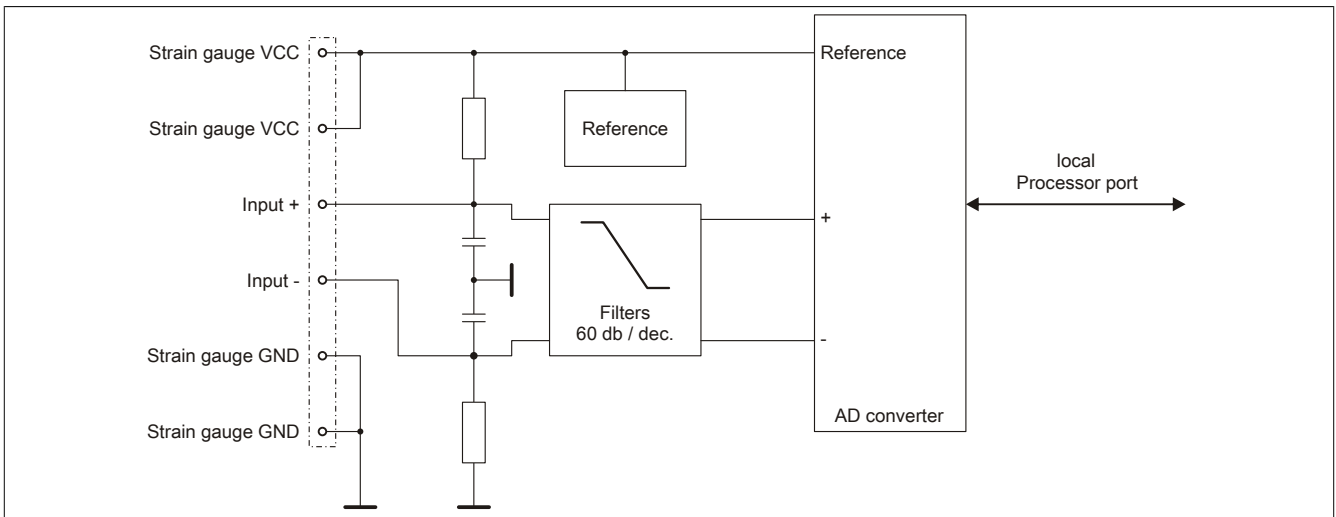 Strain gauge VCC
Reference
Strain gauge VCC
Reference
local
Processor port
Input +
+
Input -
Filters
60 db / dec.
-
Strain gauge GND
AD converter
Strain gauge GND